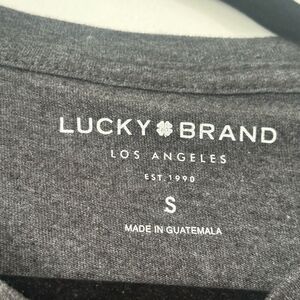 LUCKY BRAND
LOS ANGELES
EST. 1990
S
MADE IN GUATEMALA